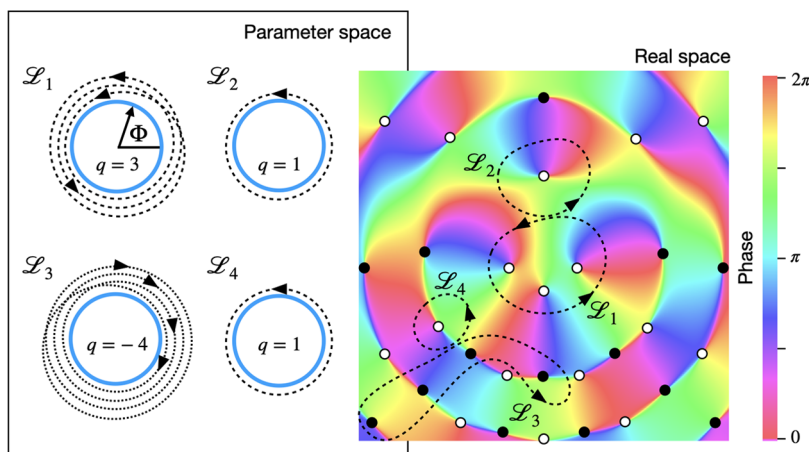 Parameter space
ℒ₁
Φ
q = 3
ℒ₂
q = 1
ℒ₃
q = − 4
ℒ₄
q = 1
Real space
ℒ₂
ℒ₄
ℒ₁
ℒ₃
2π
π
0
Phase